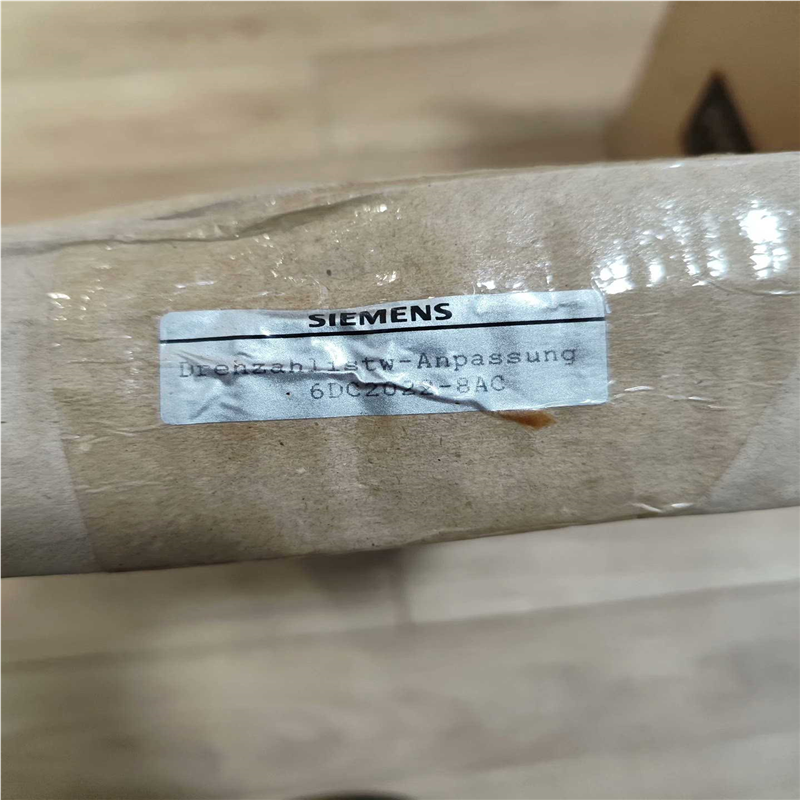 SIEMENS
Drehzahlistw-Anpassung
6DC2022-8AC